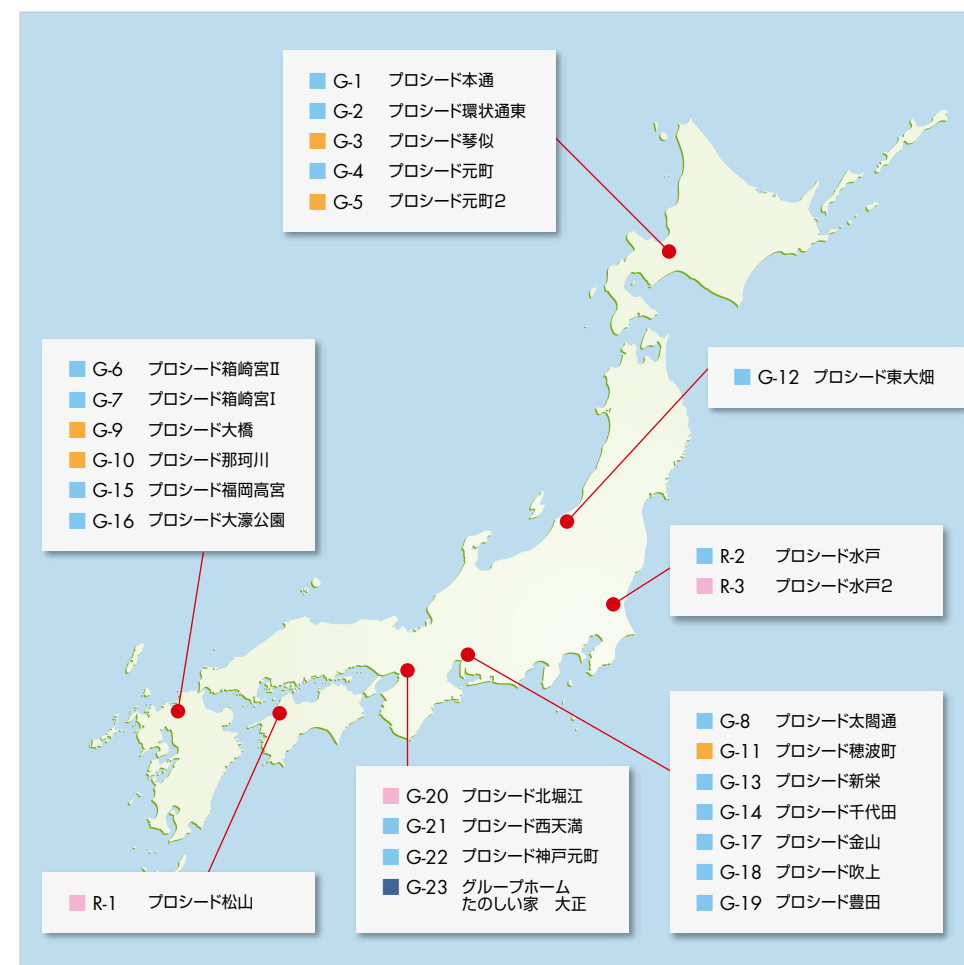 G-1 プロシード本通
G-2 プロシード環状通東
G-3 プロシード琴似
G-4 プロシード元町
G-5 プロシード元町2
G-6 プロシード箱崎宮Ⅱ
G-7 プロシード箱崎宮Ⅰ
G-9 プロシード大橋
G-10 プロシード那珂川
G-15 プロシード福岡高宮
G-16 プロシード大濠公園
G-12 プロシード東大畑
R-2 プロシード水戸
R-3 プロシード水戸2
G-8 プロシード太閤通
G-11 プロシード穂波町
G-13 プロシード新栄
G-14 プロシード千代田
G-17 プロシード金山
G-18 プロシード吹上
G-19 プロシード豊田
G-20 プロシード北堀江
G-21 プロシード西天満
G-22 プロシード神戸元町
G-23 グループホーム
たのしい家　大正
R-1 プロシード松山